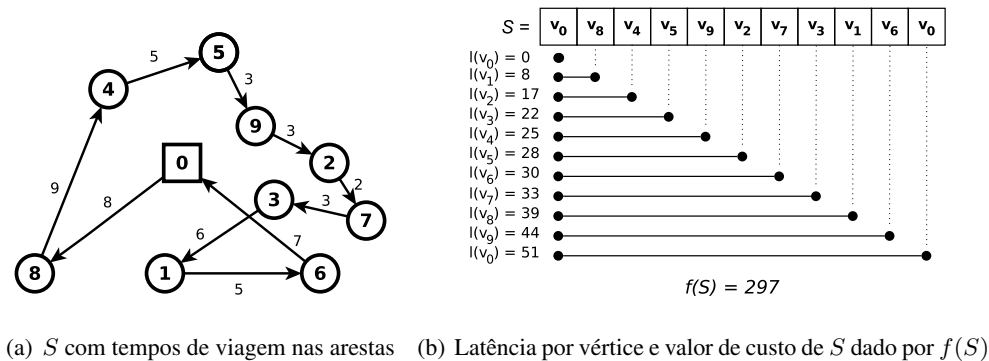 5
5
3
4
9
3
2
0
2
3
3
7
9
8
6
7
8
1
6
5
S = v0 v8 v4 v5 v9 v2 v7 v3 v1 v6 v0
l(v0) = 0
l(v1) = 8
l(v2) = 17
l(v3) = 22
l(v4) = 25
l(v5) = 28
l(v6) = 30
l(v7) = 33
l(v8) = 39
l(v9) = 44
l(v0) = 51
f(S) = 297
(a) S com tempos de viagem nas arestas
(b) Latência por vértice e valor de custo de S dado por f(S)